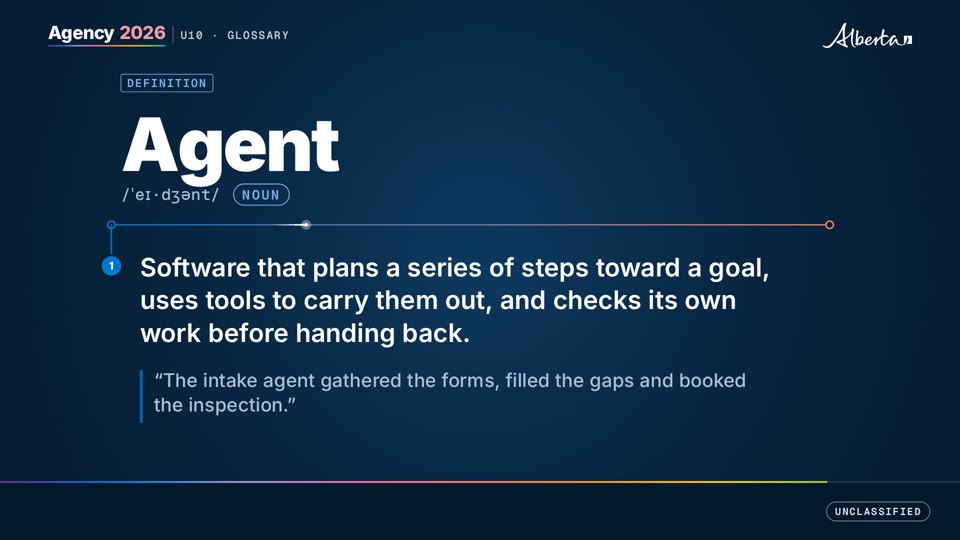 Agency 2026 | U10 · GLOSSARY
Alberta
DEFINITION
Agent
/ˈeɪ·dʒənt/ NOUN
1 Software that plans a series of steps toward a goal,
uses tools to carry them out, and checks its own
work before handing back.
“The intake agent gathered the forms, filled the gaps and booked
the inspection.”
UNCLASSIFIED